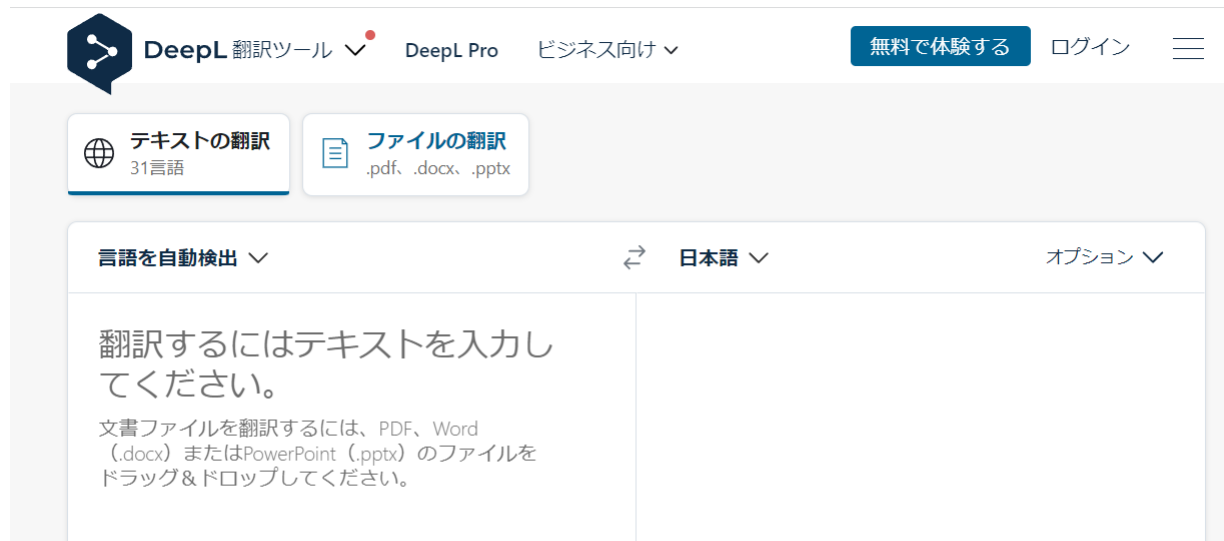 DeepL 翻訳ツール DeepL Pro ビジネス向け 無料で体験する ログイン
テキストの翻訳
31言語
ファイルの翻訳
.pdf、.docx、.pptx
言語を自動検出 日本語 オプション
翻訳するにはテキストを入力し
てください。
文書ファイルを翻訳するには、PDF、Word
（.docx）またはPowerPoint（.pptx）のファイルを
ドラッグ＆ドロップしてください。